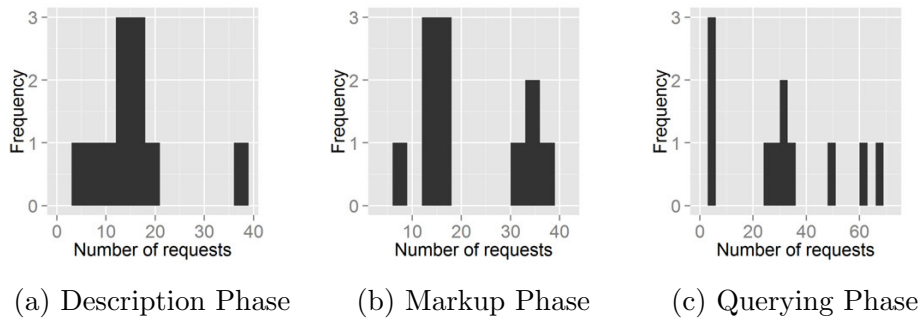 3
2
1
0
Frequency
0 10 20 30 40
Number of requests
(a) Description Phase
3
2
1
0
Frequency
10 20 30 40
Number of requests
(b) Markup Phase
3
2
1
0
Frequency
0 20 40 60
Number of requests
(c) Querying Phase